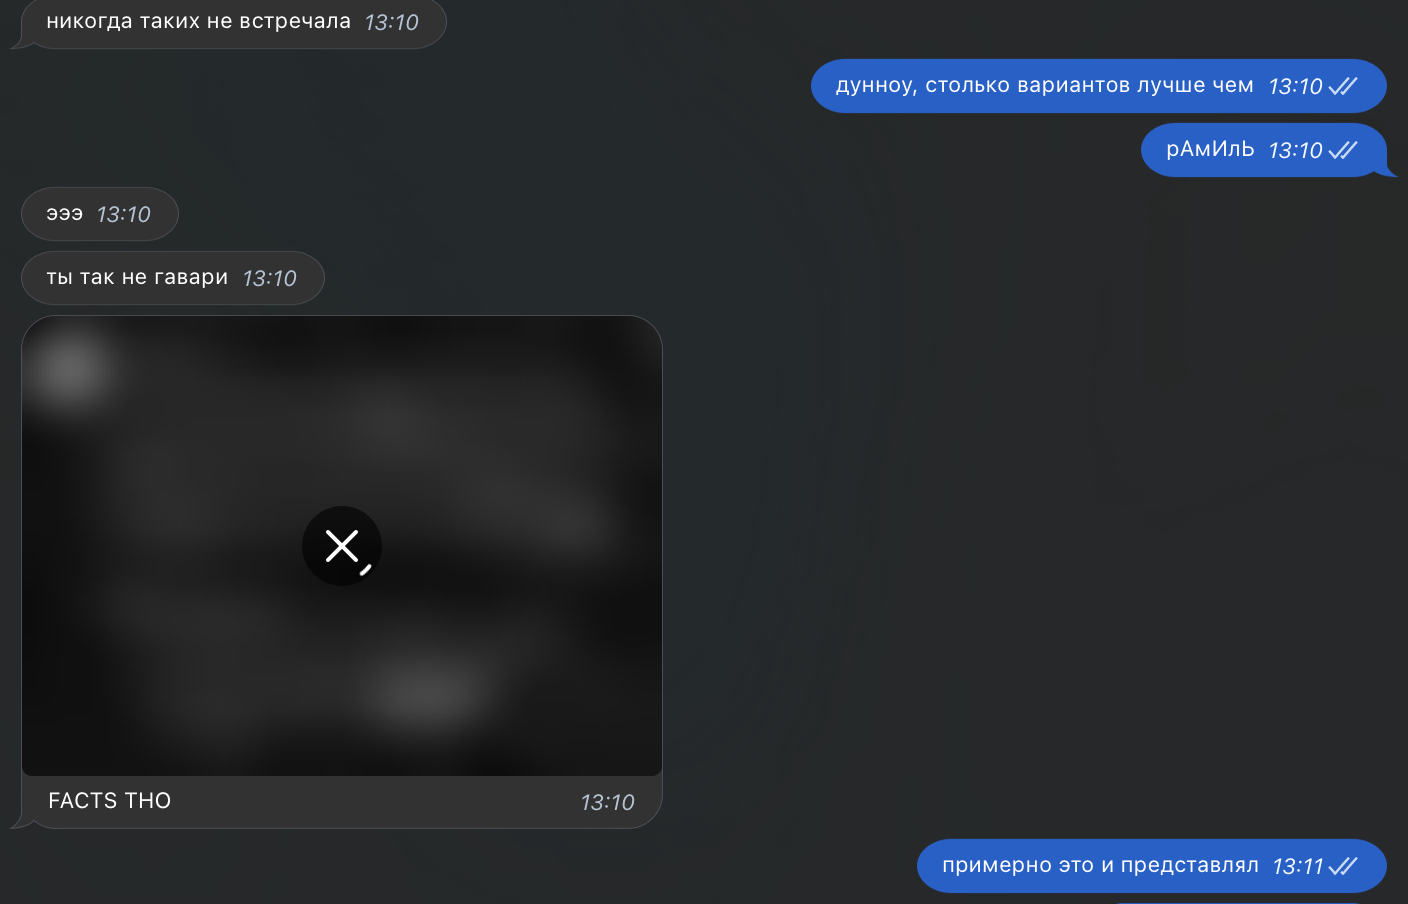 никогда таких не встречала 13:10
дунноу, столько вариантов лучше чем 13:10
рАмИлЬ 13:10
эээ 13:10
ты так не гавари 13:10
FACTS THO 13:10
примерно это и представлял 13:11